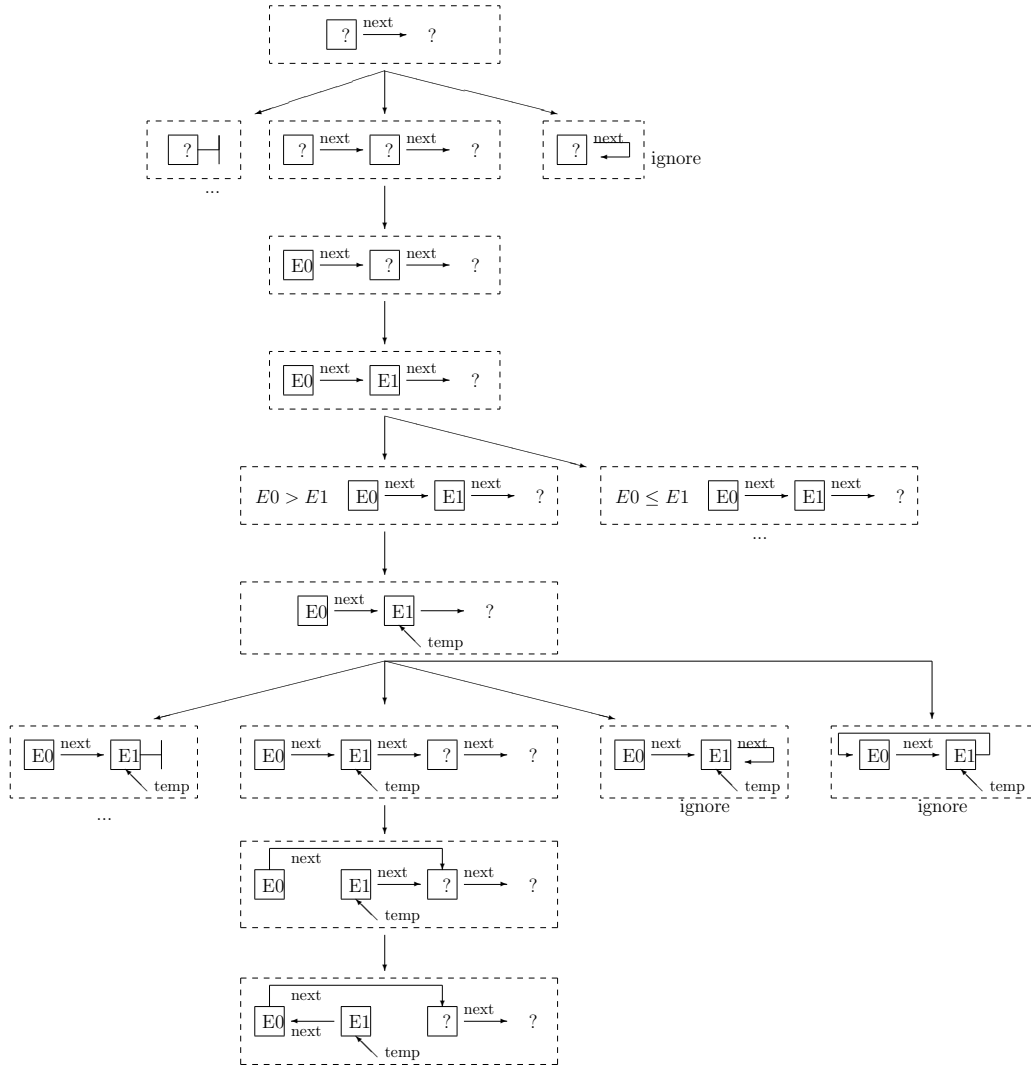 next
? ?
next next next
? ? ? ? ?
ignore
...
next next
E0 ? ?
next next
E0 E1 ?
next next next next
E0 > E1 E0 E1 ? E0 ≤ E1 E0 E1 ?
...
next
E0 E1 ?
temp
next next next next next next next
E0 E1 E0 E1 ? ? E0 E1 E0 E1
temp temp temp temp
... ignore ignore
next
next next
E0 E1 ? ?
temp
next
next
E0 E1 ? ?
next
temp